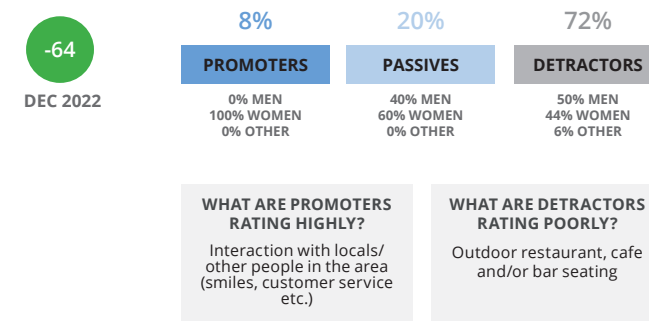 -64
DEC 2022
8%
PROMOTERS
0% MEN
100% WOMEN
0% OTHER
20%
PASSIVES
40% MEN
60% WOMEN
0% OTHER
72%
DETRACTORS
50% MEN
44% WOMEN
6% OTHER
WHAT ARE PROMOTERS
RATING HIGHLY?
Interaction with locals/
other people in the area
(smiles, customer service
etc.)
WHAT ARE DETRACTORS
RATING POORLY?
Outdoor restaurant, cafe
and/or bar seating